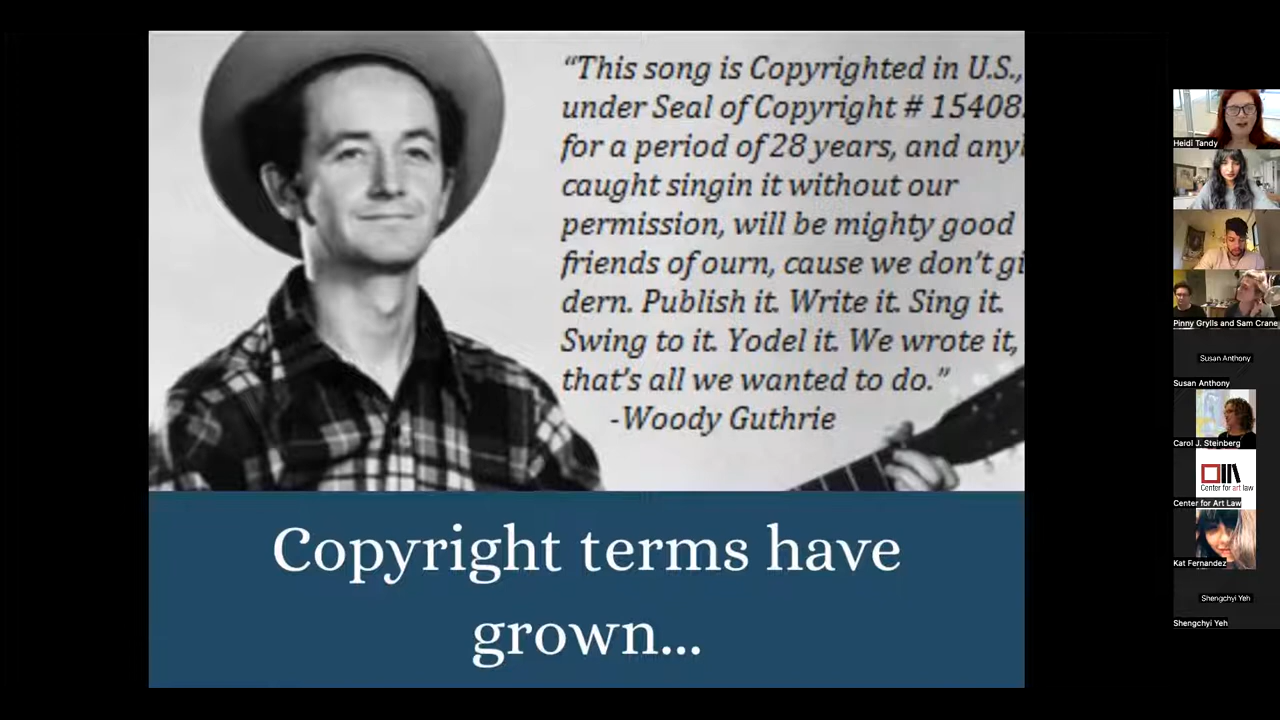 “This song is Copyrighted in U.S.,
under Seal of Copyright # 15408
for a period of 28 years, and
caught singin it without our
permission, will be mighty good
friends of ourn, cause we don't
dern. Publish it. Write it. Sing it.
Swing to it. Yodel it. We wrote it,
that's all we wanted to do.”
-Woody Guthrie
Copyright terms have
grown...
Heidi Tandy
Pinny Grylls and Sam Crane
Susan Anthony
Susan Anthony
Carol J. Steinberg
Center for art law
Center for Art Law
Kat Fernandez
Shengchyi Yeh
Shengchyi Yeh